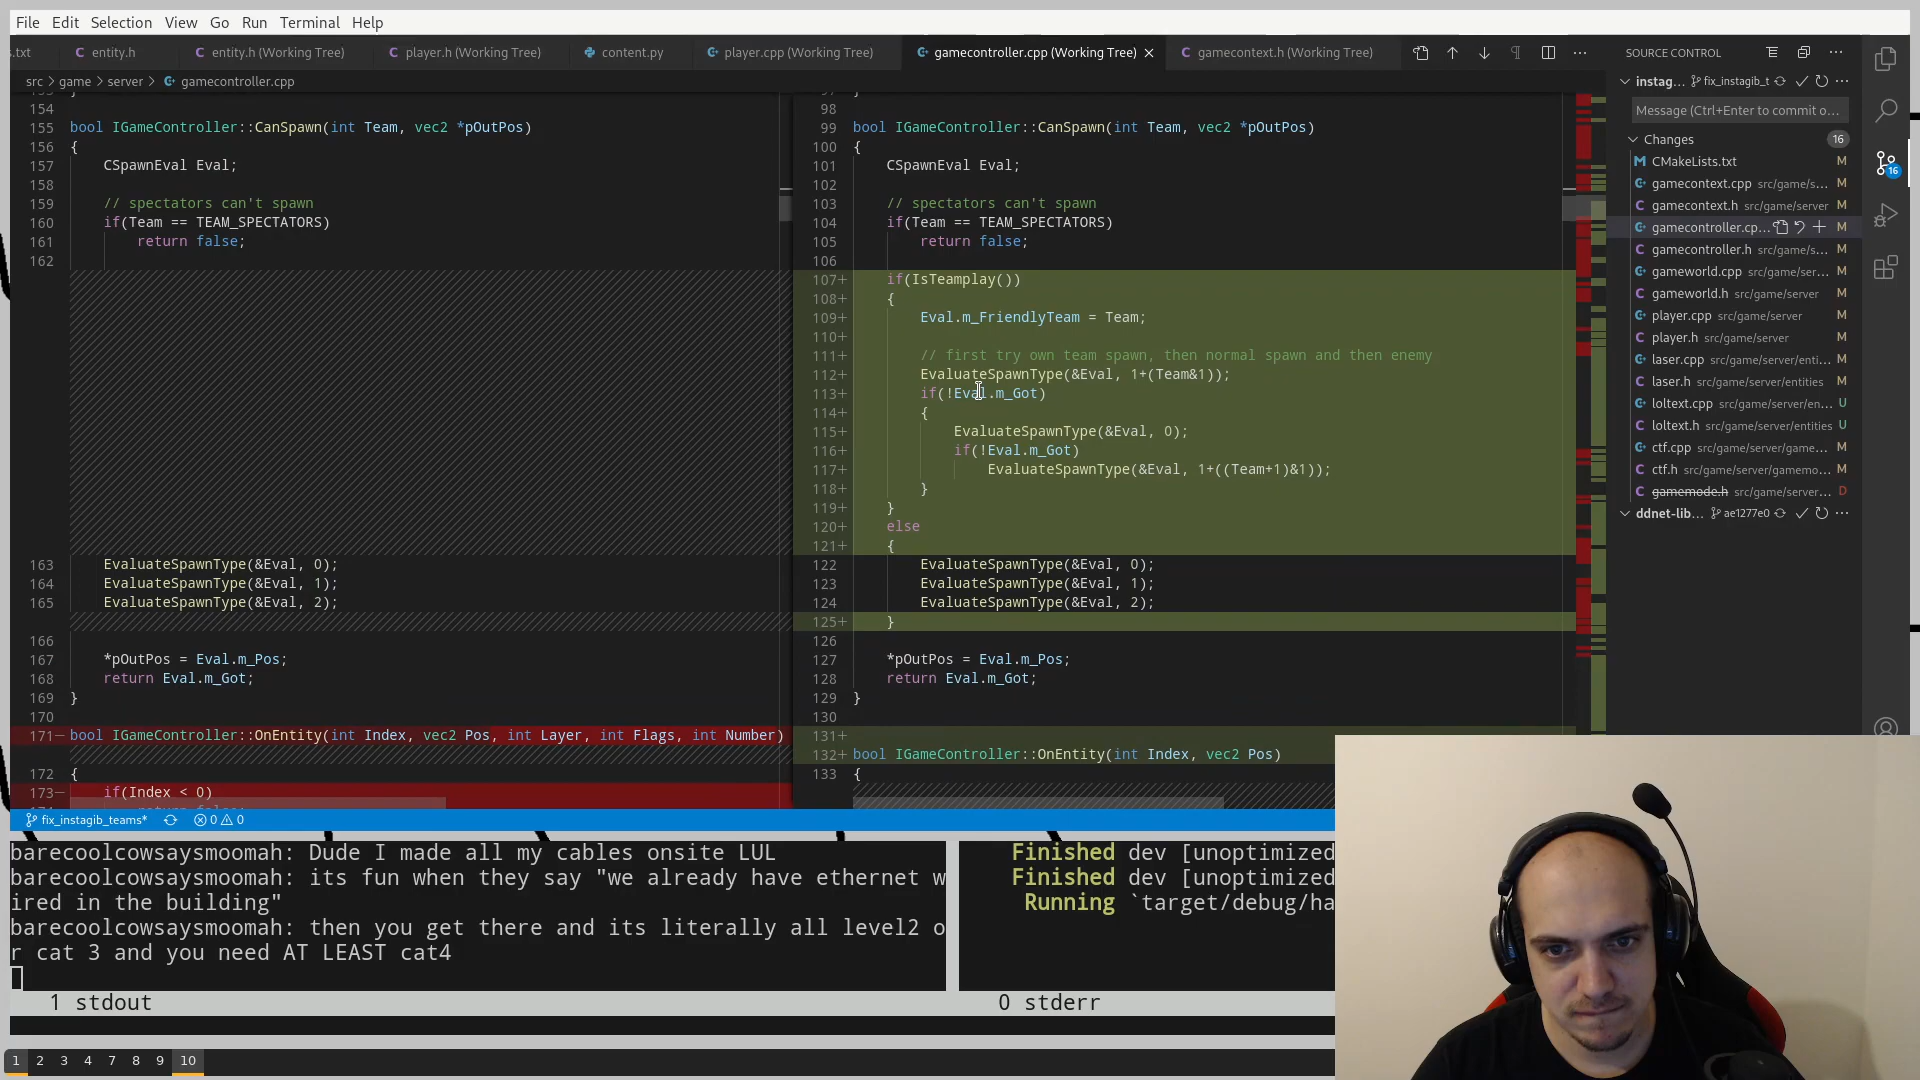 File Edit Selection View Go Run Terminal Help
s.txt entity.h entity.h (Working Tree) player.h (Working Tree) content.py player.cpp (Working Tree) gamecontroller.cpp (Working Tree) gamecontext.h (Working Tree) SOURCE CONTROL
src > game > server > gamecontroller.cpp
154
155 bool IGameController::CanSpawn(int Team, vec2 *pOutPos)
156 {
157 CSpawnEval Eval;
158
159 // spectators can't spawn
160 if(Team == TEAM_SPECTATORS)
161 return false;
162
163 EvaluateSpawnType(&Eval, 0);
164 EvaluateSpawnType(&Eval, 1);
165 EvaluateSpawnType(&Eval, 2);
166
167 *pOutPos = Eval.m_Pos;
168 return Eval.m_Got;
169 }
170
171— bool IGameController::OnEntity(int Index, vec2 Pos, int Layer, int Flags, int Number)
172 {
173— if(Index < 0)
98
99 bool IGameController::CanSpawn(int Team, vec2 *pOutPos)
100 {
101 CSpawnEval Eval;
102
103 // spectators can't spawn
104 if(Team == TEAM_SPECTATORS)
105 return false;
106
107+ if(IsTeamplay())
108+ {
109+ Eval.m_FriendlyTeam = Team;
110+
111+ // first try own team spawn, then normal spawn and then enemy
112+ EvaluateSpawnType(&Eval, 1+(Team&1));
113+ if(!Eval.m_Got)
114+ {
115+ EvaluateSpawnType(&Eval, 0);
116+ if(!Eval.m_Got)
117+ EvaluateSpawnType(&Eval, 1+((Team+1)&1));
118+ }
119+ }
120+ else
121+ {
122 EvaluateSpawnType(&Eval, 0);
123 EvaluateSpawnType(&Eval, 1);
124 EvaluateSpawnType(&Eval, 2);
125+ }
126
127 *pOutPos = Eval.m_Pos;
128 return Eval.m_Got;
129 }
130
131+
132+ bool IGameController::OnEntity(int Index, vec2 Pos)
133 {
instag... fix_instagib_t
Message (Ctrl+Enter to commit o...
Changes 16
CMakeLists.txt M
gamecontext.cpp src/game/s... M
gamecontext.h src/game/server M
gamecontroller.cp... M
gamecontroller.h src/game/s... M
gameworld.cpp src/game/ser... M
gameworld.h src/game/server M
player.cpp src/game/server M
player.h src/game/server M
laser.cpp src/game/server/enti... M
laser.h src/game/server/entities M
loltext.cpp src/game/server/en... U
loltext.h src/game/server/entities U
ctf.cpp src/game/server/game... M
ctf.h src/game/server/gamemo... M
gamemode.h src/game/server... D
ddnet-lib... ae1277e0
16
fix_instagib_teams* 0 0
barecoolcowsaysmoomah: Dude I made all my cables onsite LUL
barecoolcowsaysmoomah: its fun when they say "we already have ethernet w
ired in the building"
barecoolcowsaysmoomah: then you get there and its literally all level2 o
r cat 3 and you need AT LEAST cat4
1 stdout
Finished dev [unoptimized
Finished dev [unoptimized
Running `target/debug/ha
0 stderr
1 2 3 4 7 8 9 10